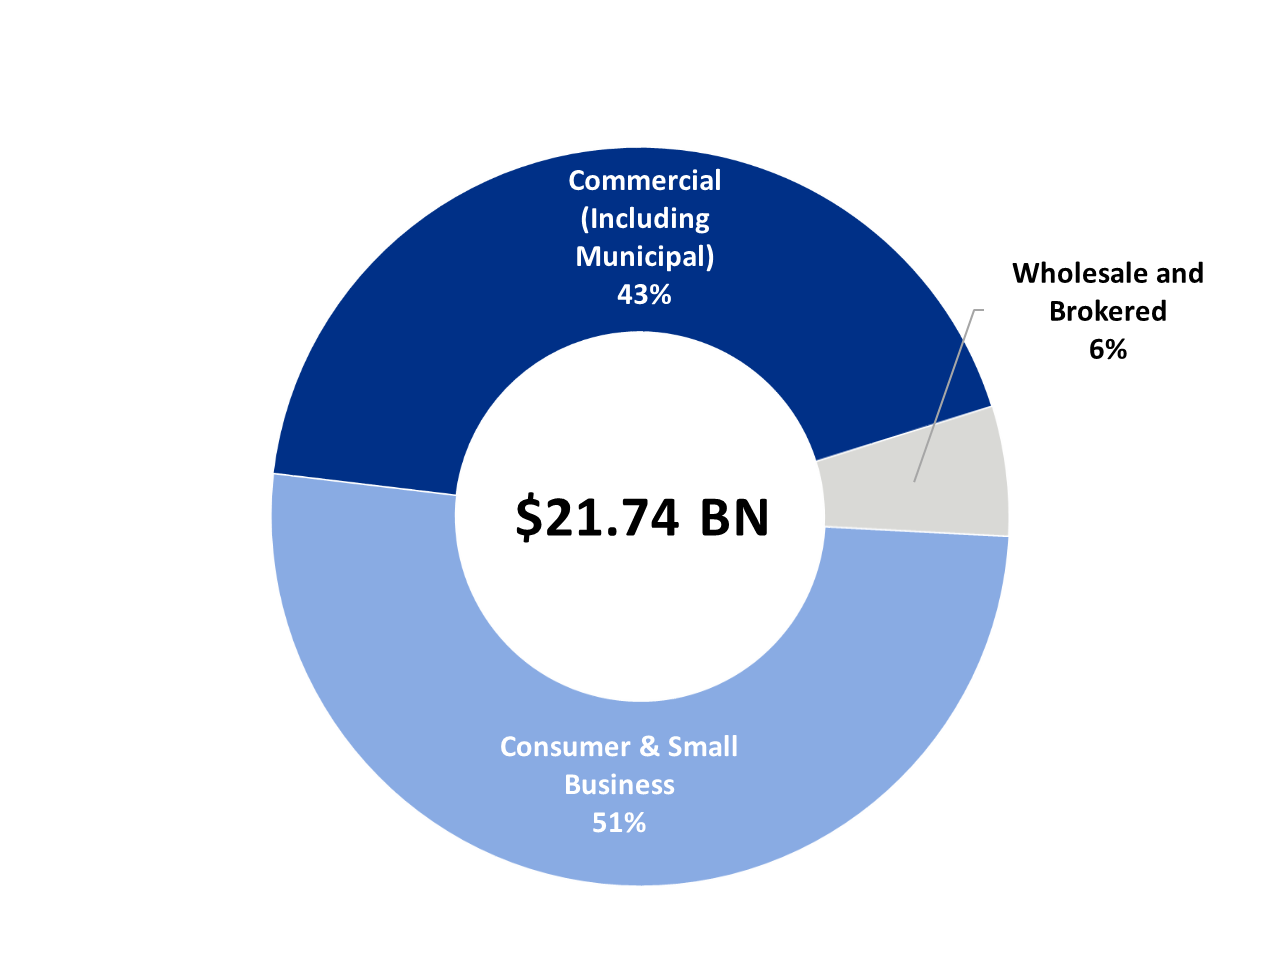 Commercial
(Including
Municipal)
43%
Wholesale and
Brokered
6%
$21.74 BN
Consumer & Small
Business
51%